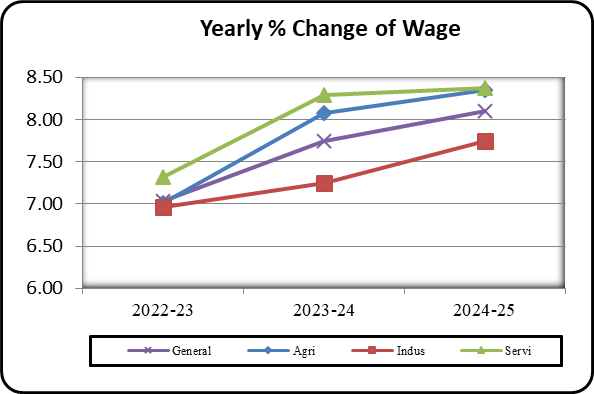 Yearly % Change of Wage
8.50
8.00
7.50
7.00
6.50
6.00
2022-23 2023-24 2024-25
General Agri Indus Servi